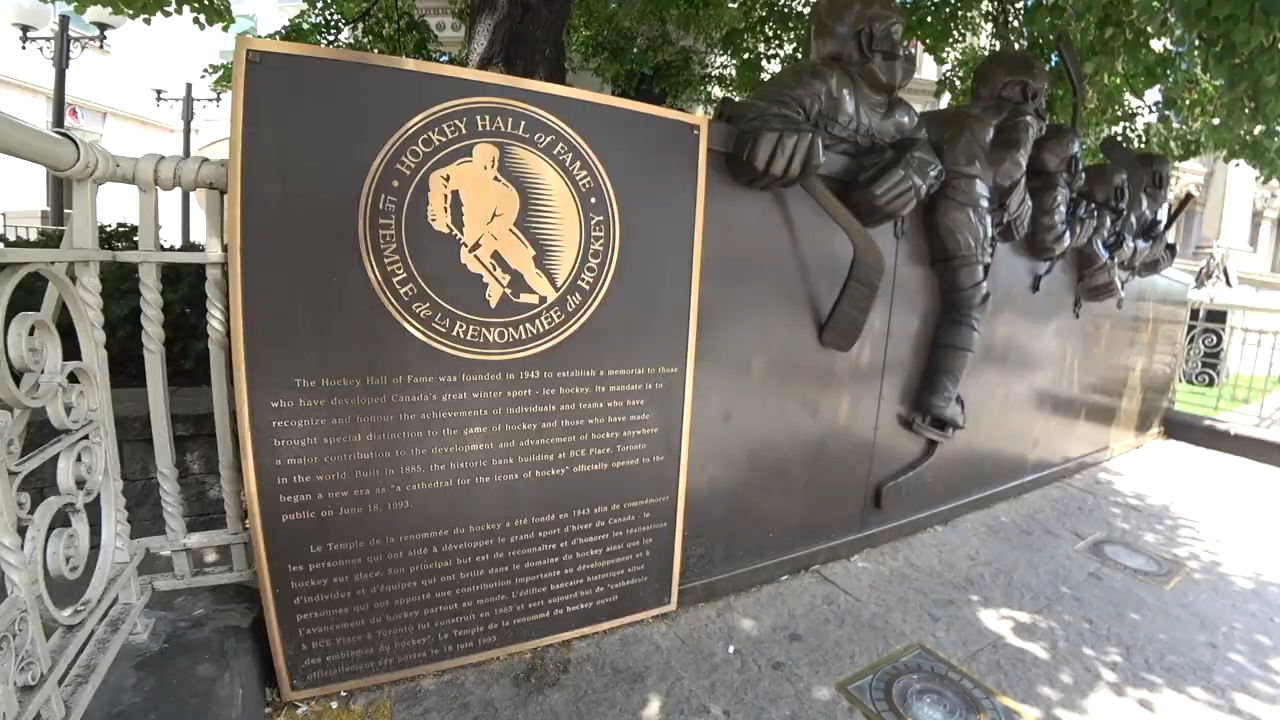 HOCKEY HALL of FAME
LE TEMPLE de LA RENOMMÉE du HOCKEY
The Hockey Hall of Fame was founded in 1943 to establish a memorial to those
who have developed Canada's great winter sport - ice hockey. Its mandate is to
recognize and honour the achievements of individuals and teams who have
brought special distinction to the game of hockey and those who have made
a major contribution to the development and advancement of hockey anywhere
in the world. Built in 1885, the historic bank building at BCE Place, Toronto
began a new era as "a cathedral for the icons of hockey" officially opened to the
public on June 18, 1993.
Le Temple de la renommée du hockey a été fondé en 1943 afin de commémorer
les personnes qui ont aidé à développer le grand sport d'hiver du Canada - le
hockey sur glace. Son principal but est de reconnaître et d'honorer les réalisations
d'individus et d'équipes qui ont brillé dans le domaine du hockey ainsi que les
personnes qui ont apporté une contribution importante au développement et à
l'avancement du hockey partout au monde. L'édifice bancaire historique situé
à BCE Place à Toronto fut construit en 1885 et sert aujourd'hui de "cathédrale
des emblèmes du hockey". Le Temple de la renommé du hockey ouvrit
officiellement ses portes le 18 juin 1993.